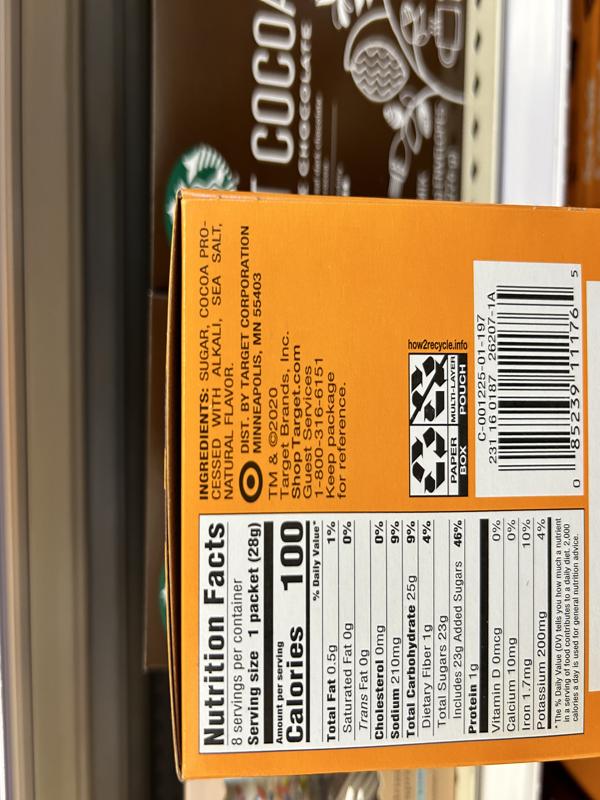 T COCOA
CHOCOLATE
INGREDIENTS: SUGAR, COCOA PRO-
CESSED WITH ALKALI, SEA SALT,
NATURAL FLAVOR.
DIST. BY TARGET CORPORATION
MINNEAPOLIS, MN 55403
TM & ©2020
Target Brands, Inc.
Shop Target.com
Guest Services
1-800-316-6151
Keep package
for reference.
how2recycle.info
PAPER
BOX
MULTI-LAYER
POUCH
C-001225-01-197
231 16 0187 26207-1A
0 85239 11176 5
Nutrition Facts
8 servings per container
Serving size 1 packet (28g)
Amount per serving
Calories 100
% Daily Value*
Total Fat 0.5g 1%
Saturated Fat 0g 0%
Trans Fat 0g
Cholesterol 0mg 0%
Sodium 210mg 9%
Total Carbohydrate 25g 9%
Dietary Fiber 1g 4%
Total Sugars 23g
Includes 23g Added Sugars 46%
Protein 1g
Vitamin D 0mcg 0%
Calcium 10mg 0%
Iron 1.7mg 10%
Potassium 200mg 4%
* The % Daily Value (DV) tells you how much a nutrient
in a serving of food contributes to a daily diet. 2,000
calories a day is used for general nutrition advice.